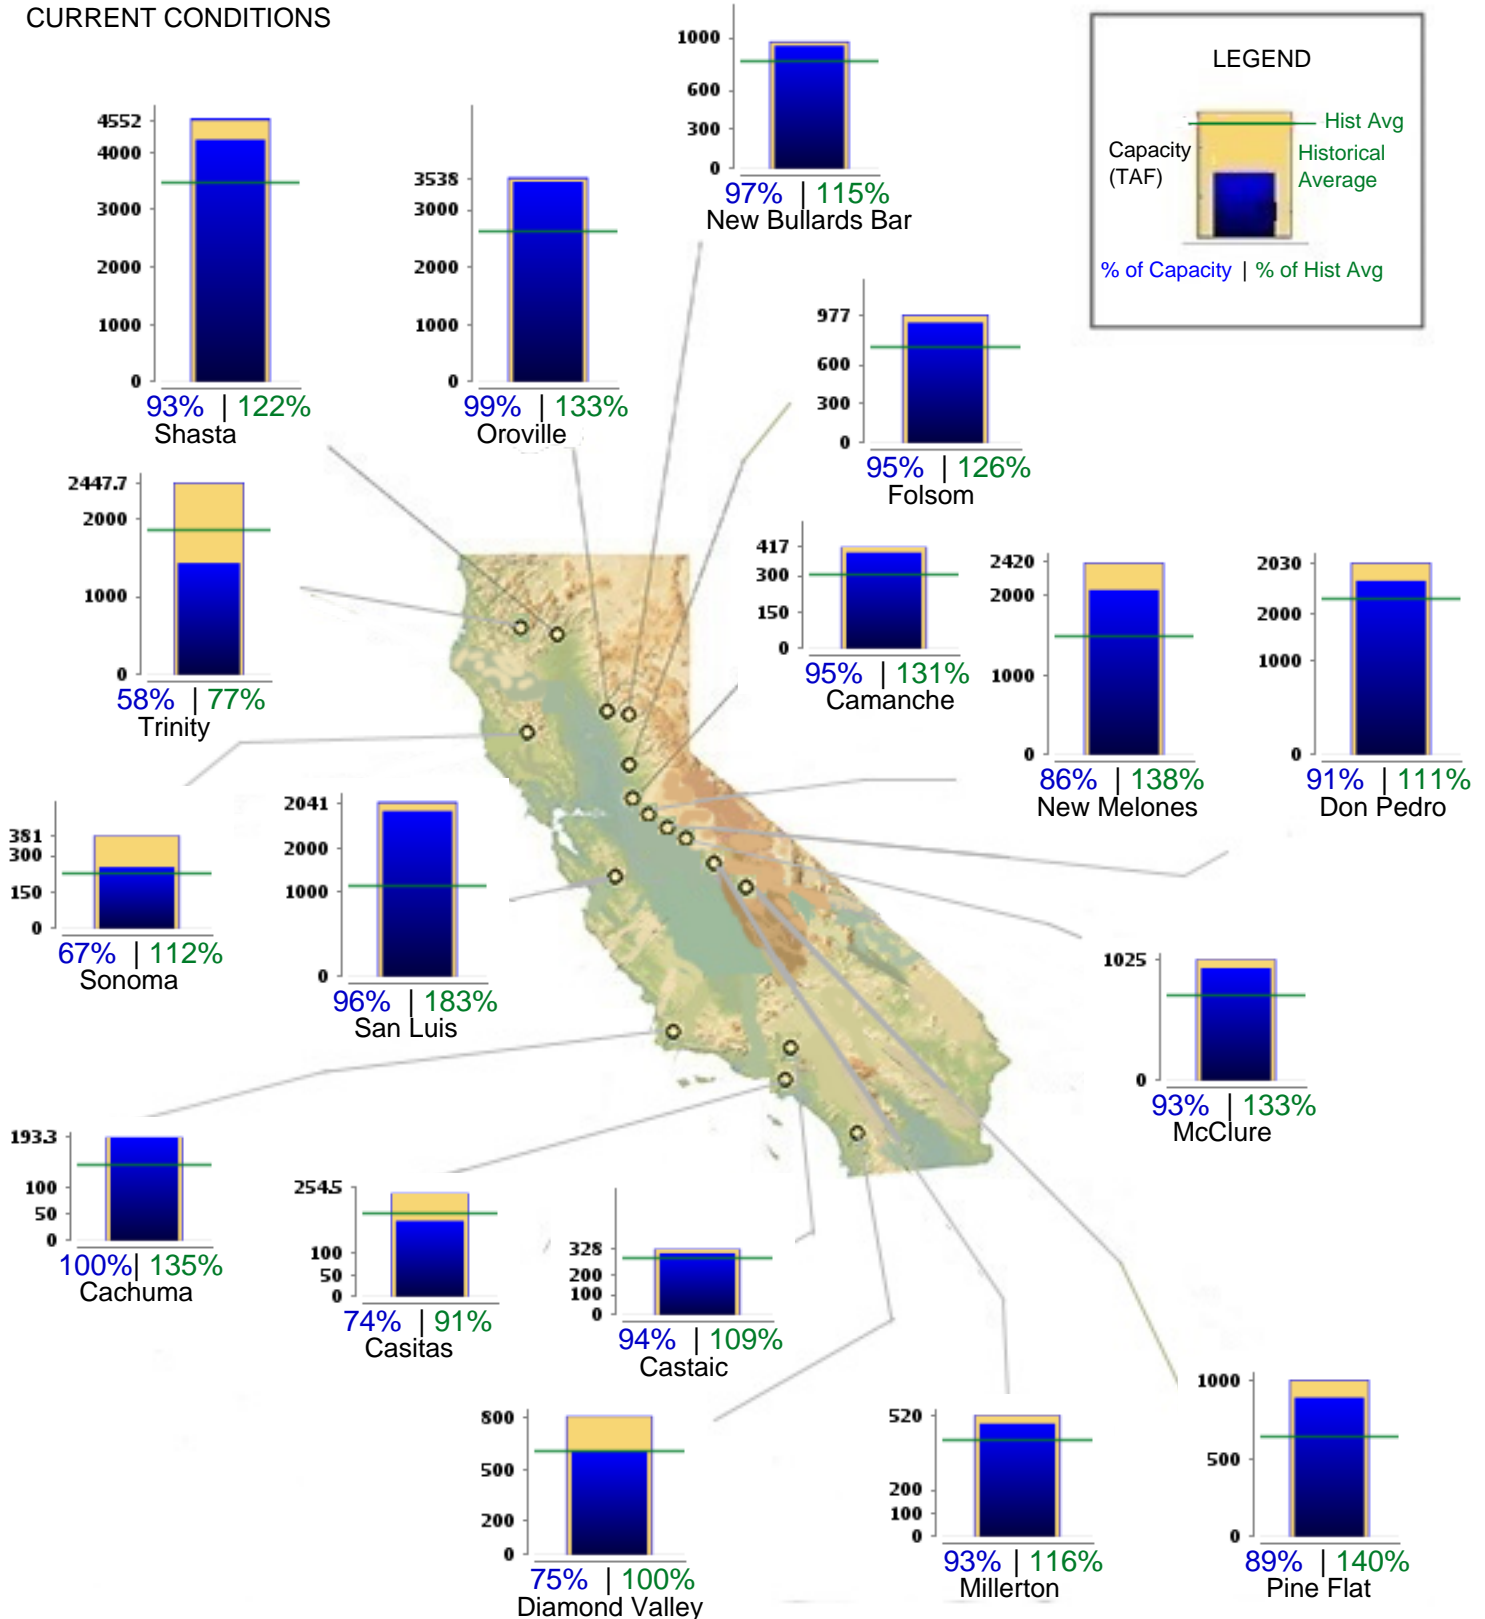 CURRENT CONDITIONS
LEGEND
Hist Avg
Capacity
(TAF)
Historical
Average
% of Capacity | % of Hist Avg
1000
600
300
0
97% | 115%
New Bullards Bar
4552
4000
3000
2000
1000
0
93% | 122%
Shasta
3538
3000
2000
1000
0
99% | 133%
Oroville
977
600
300
0
95% | 126%
Folsom
2447.7
2000
1000
0
58% | 77%
Trinity
417
300
150
0
95% | 131%
Camanche
2420
2000
1000
0
86% | 138%
New Melones
2030
2000
1000
0
91% | 111%
Don Pedro
381
300
150
0
67% | 112%
Sonoma
2041
2000
1000
0
96% | 183%
San Luis
1025
0
93% | 133%
McClure
193.3
100
50
0
100% | 135%
Cachuma
254.5
100
50
0
74% | 91%
Casitas
328
200
100
0
94% | 109%
Castaic
800
500
200
0
75% | 100%
Diamond Valley
520
200
100
0
93% | 116%
Millerton
1000
500
0
89% | 140%
Pine Flat